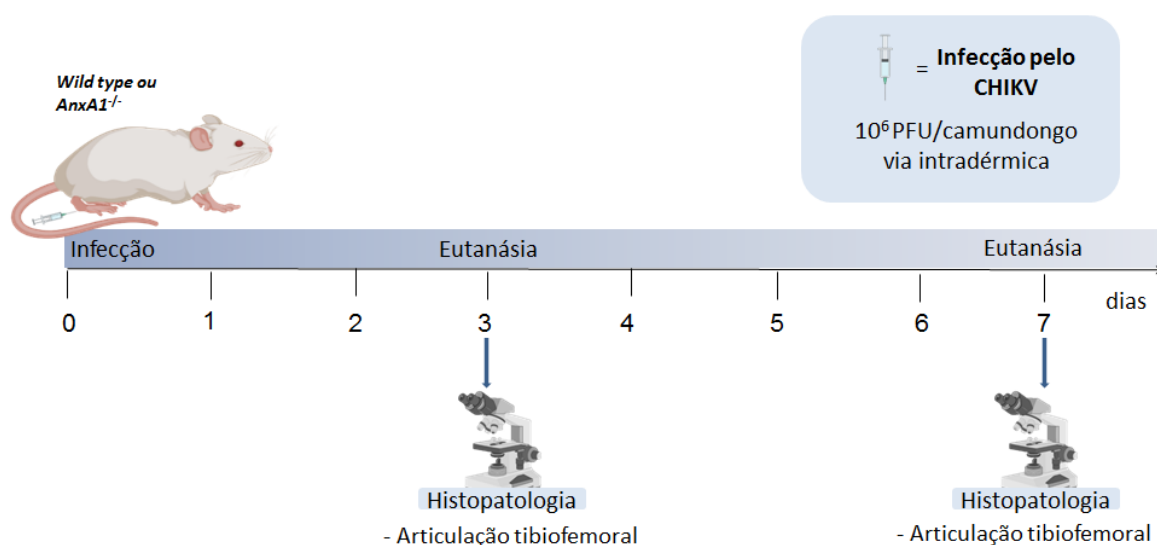 Wild type ou
AnxA1-/-
= Infecção pelo
CHIKV
10⁶ PFU/camundongo
via intradérmica
Infecção
Eutanásia
Eutanásia
0
1
2
3
4
5
6
7
dias
Histopatologia
- Articulação tibiofemoral
Histopatologia
- Articulação tibiofemoral